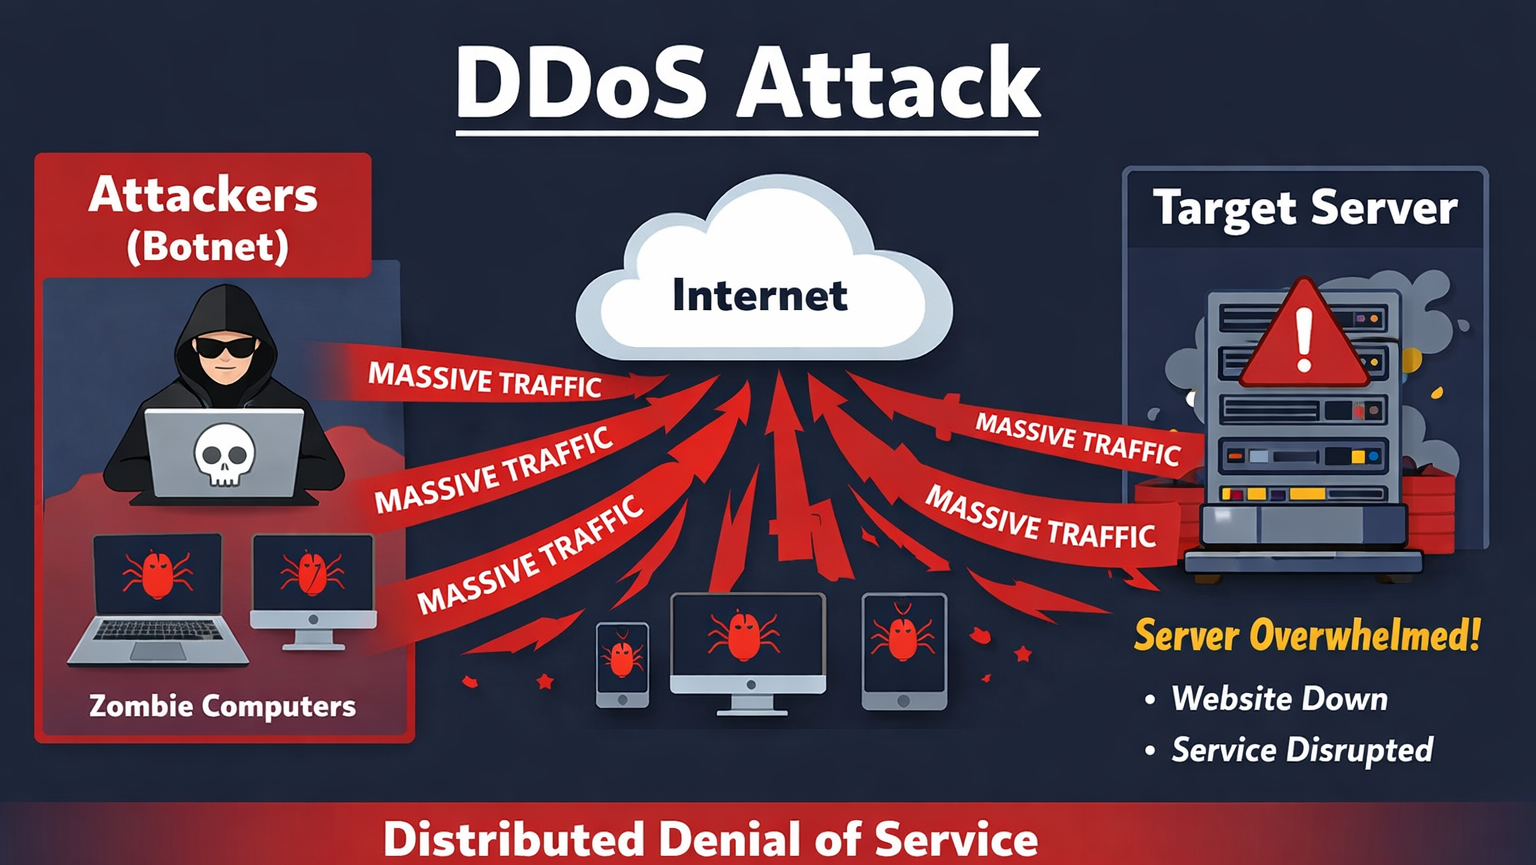 DDoS Attack
Attackers
(Botnet)
Internet
Target Server
MASSIVE TRAFFIC
MASSIVE TRAFFIC
MASSIVE TRAFFIC
MASSIVE TRAFFIC
MASSIVE TRAFFIC
Zombie Computers
Server Overwhelmed!
• Website Down
• Service Disrupted
Distributed Denial of Service